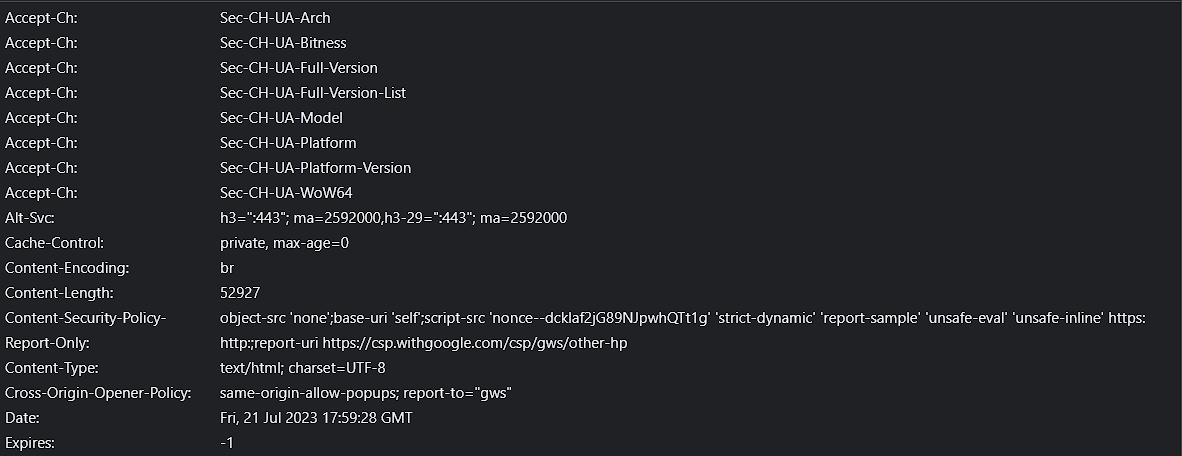 Accept-Ch: Sec-CH-UA-Arch
Accept-Ch: Sec-CH-UA-Bitness
Accept-Ch: Sec-CH-UA-Full-Version
Accept-Ch: Sec-CH-UA-Full-Version-List
Accept-Ch: Sec-CH-UA-Model
Accept-Ch: Sec-CH-UA-Platform
Accept-Ch: Sec-CH-UA-Platform-Version
Accept-Ch: Sec-CH-UA-WoW64
Alt-Svc: h3=":443"; ma=2592000,h3-29=":443"; ma=2592000
Cache-Control: private, max-age=0
Content-Encoding: br
Content-Length: 52927
Content-Security-Policy- object-src 'none';base-uri 'self';script-src 'nonce--dcklaf2jG89NJpwhQTt1g' 'strict-dynamic' 'report-sample' 'unsafe-eval' 'unsafe-inline' https:
Report-Only: http:;report-uri https://csp.withgoogle.com/csp/gws/other-hp
Content-Type: text/html; charset=UTF-8
Cross-Origin-Opener-Policy: same-origin-allow-popups; report-to="gws"
Date: Fri, 21 Jul 2023 17:59:28 GMT
Expires: -1